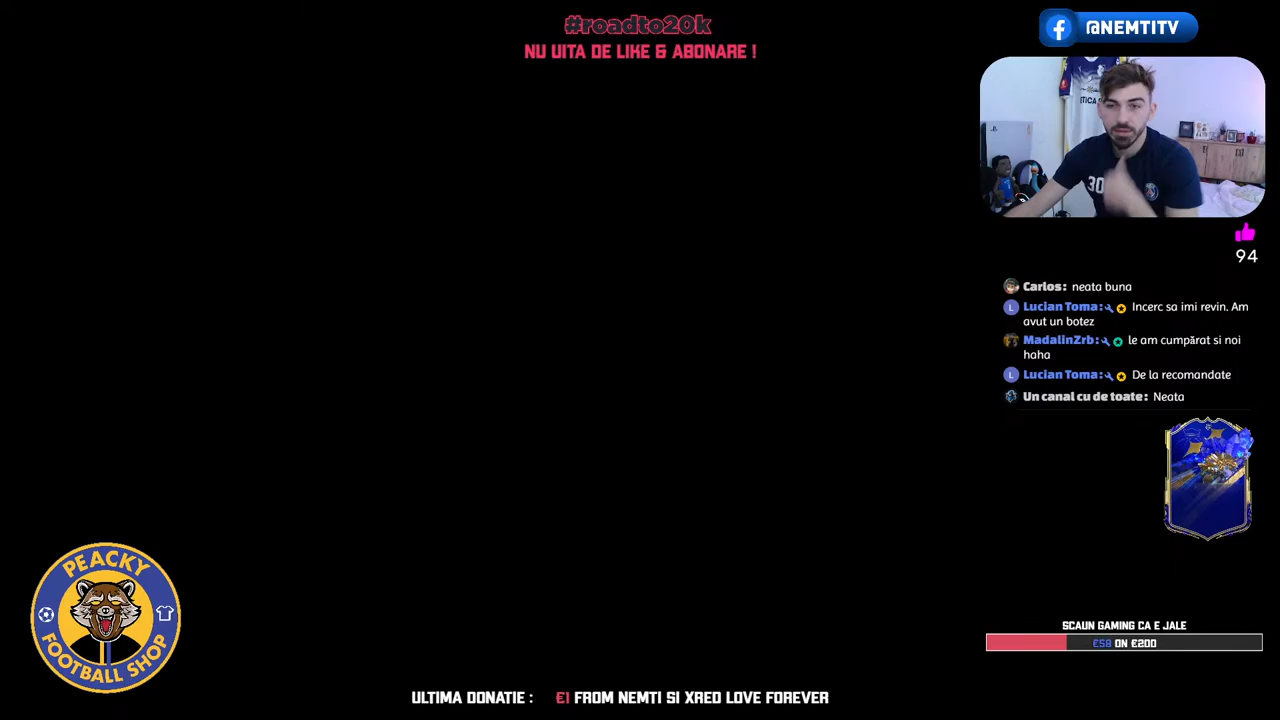 #roadto20k
NU UITA DE LIKE & ABONARE !
@NEMTITV
30
94
Carlos: neata buna
Lucian Toma: Incerc sa imi revin. Am
avut un botez
MadalinZrb: le am cumpărat si noi
haha
Lucian Toma: De la recomandate
Un canal cu de toate: Neata
PEACKY
FOOTBALL SHOP
SCAUN GAMING CA E JALE
€58 ON €200
ULTIMA DONATIE : €1 FROM NEMTI SI XRED LOVE FOREVER